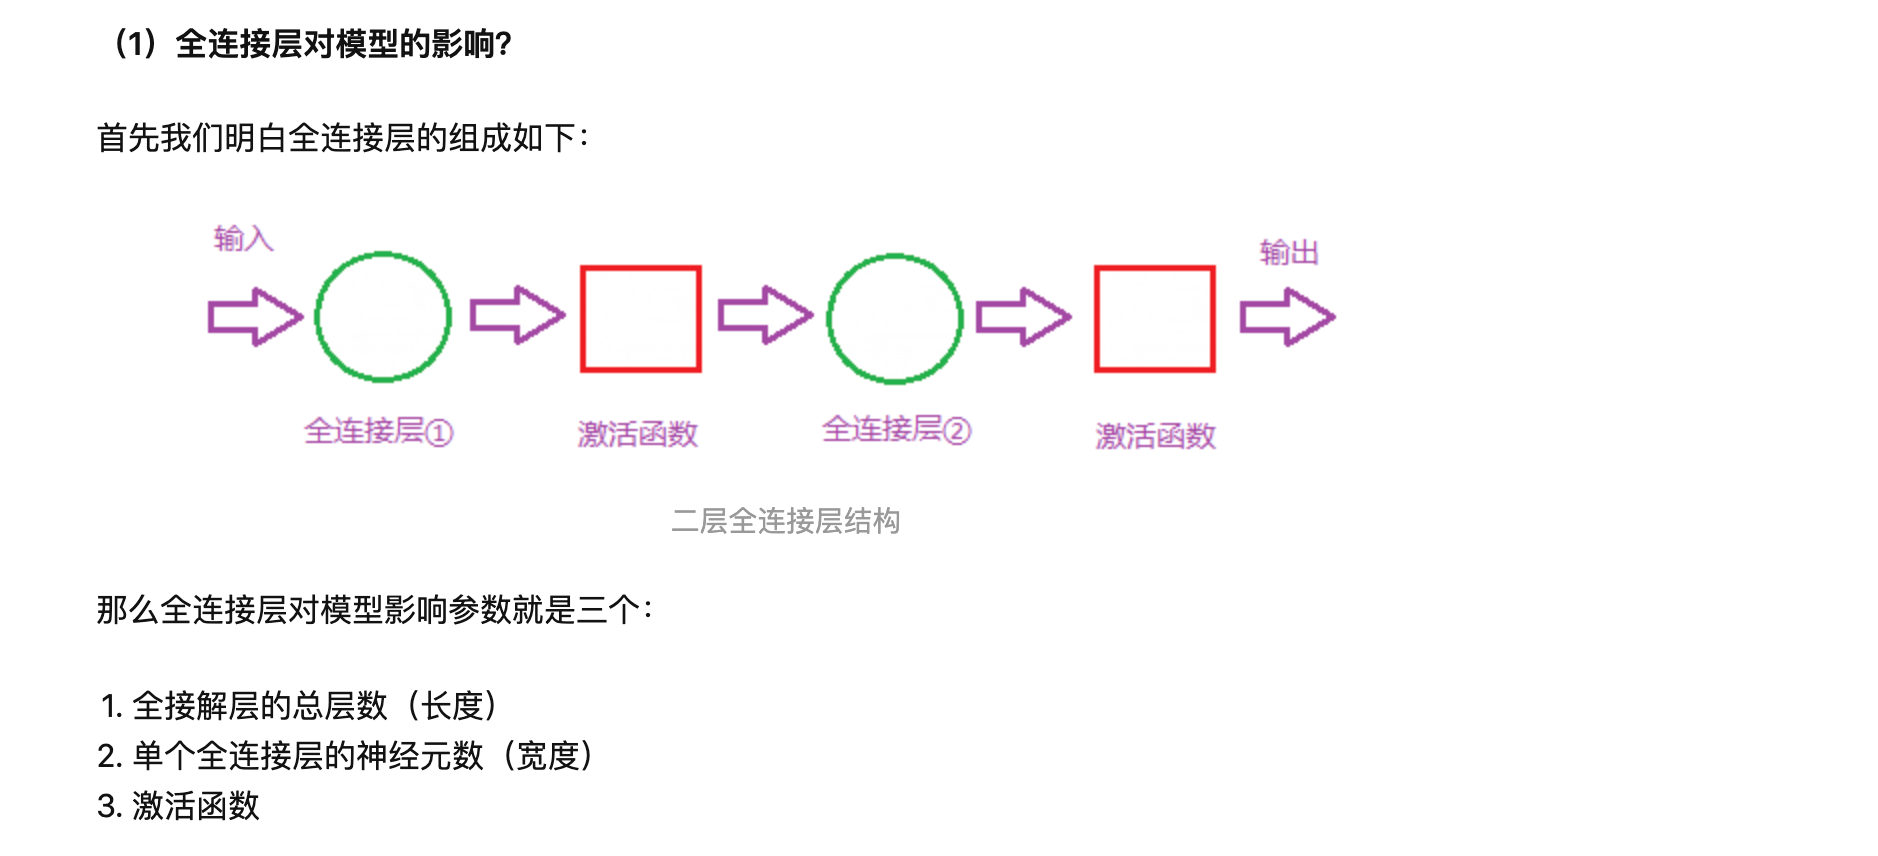 （1）全连接层对模型的影响?
首先我们明白全连接层的组成如下：
输入
输出
全连接层①
激活函数
全连接层②
激活函数
二层全连接层结构
那么全连接层对模型影响参数就是三个：
1. 全接解层的总层数（长度）
2. 单个全连接层的神经元数（宽度）
3. 激活函数